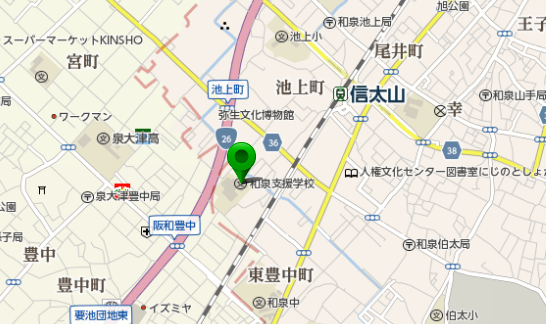 旭公園
王子
和泉池上局
池上小
尾井町
スーパーマーケットKINSHO
宮町
池上町
池上町
信太山
和泉山手局
幸
弥生文化博物館
ワークマン
泉大津高
26
36
38
人権文化センター図書室にじのとしょか
和泉支援学校
泉大津豊中局
公園
阪和豊中
豊中
和泉伯太局
東豊中町
豊中町
和泉中
イズミヤ
要池団地東
伯太小